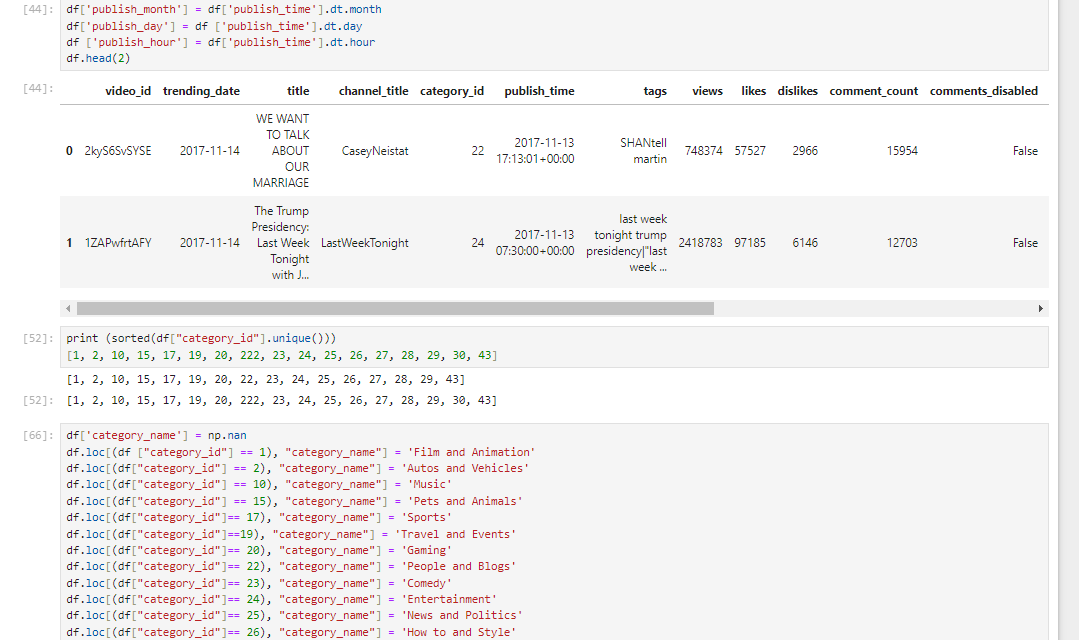 [44]: df['publish_month'] = df['publish_time'].dt.month
df['publish_day'] = df ['publish_time'].dt.day
df ['publish_hour'] = df['publish_time'].dt.hour
df.head(2)
[44]: video_id trending_date title channel_title category_id publish_time tags views likes dislikes comment_count comments_disabled
WE WANT
TO TALK
0 2kyS6SvSYSE 2017-11-14 ABOUT CaseyNeistat 22 2017-11-13 17:13:01+00:00 SHANtell martin 748374 57527 2966 15954 False
OUR
MARRIAGE
The Trump
Presidency:
1 1ZAPwfrtAFY 2017-11-14 Last Week LastWeekTonight 24 2017-11-13 07:30:00+00:00 last week tonight trump presidency|"last week ... 2418783 97185 6146 12703 False
Tonight
with J...
[52]: print (sorted(df["category_id"].unique()))
[1, 2, 10, 15, 17, 19, 20, 222, 23, 24, 25, 26, 27, 28, 29, 30, 43]
[1, 2, 10, 15, 17, 19, 20, 22, 23, 24, 25, 26, 27, 28, 29, 43]
[52]: [1, 2, 10, 15, 17, 19, 20, 222, 23, 24, 25, 26, 27, 28, 29, 30, 43]
[66]: df['category_name'] = np.nan
df.loc[(df ["category_id"] == 1), "category_name"] = 'Film and Animation'
df.loc[(df["category_id"] == 2), "category_name"] = 'Autos and Vehicles'
df.loc[(df["category_id"] == 10), "category_name"] = 'Music'
df.loc[(df["category_id"] == 15), "category_name"] = 'Pets and Animals'
df.loc[(df["category_id"]== 17), "category_name"] = 'Sports'
df.loc[(df["category_id"]==19), "category_name"] = 'Travel and Events'
df.loc[(df["category_id"]== 20), "category_name"] = 'Gaming'
df.loc[(df["category_id"]== 22), "category_name"] = 'People and Blogs'
df.loc[(df["category_id"]== 23), "category_name"] = 'Comedy'
df.loc[(df["category_id"]== 24), "category_name"] = 'Entertainment'
df.loc[(df["category_id"]== 25), "category_name"] = 'News and Politics'
df.loc[(df["category_id"]== 26), "category_name"] = 'How to and Style'